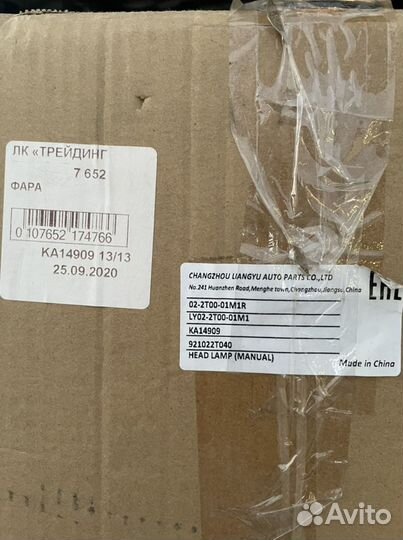 ЛК «ТРЕЙДИНГ
7 652
ФАРА
0 107652 174766
KA14909 13/13
25.09.2020
CHANGZHOU LIANGYU AUTO PARTS CO.,LTD
No.241 Huanzhen Road,Menghe town,Changzhou,Jiangsu,China
02-2T00-01M1R
LY02-2T00-01M1
KA14909
921022T040
HEAD LAMP (MANUAL)
Made in China
EAC
Avito